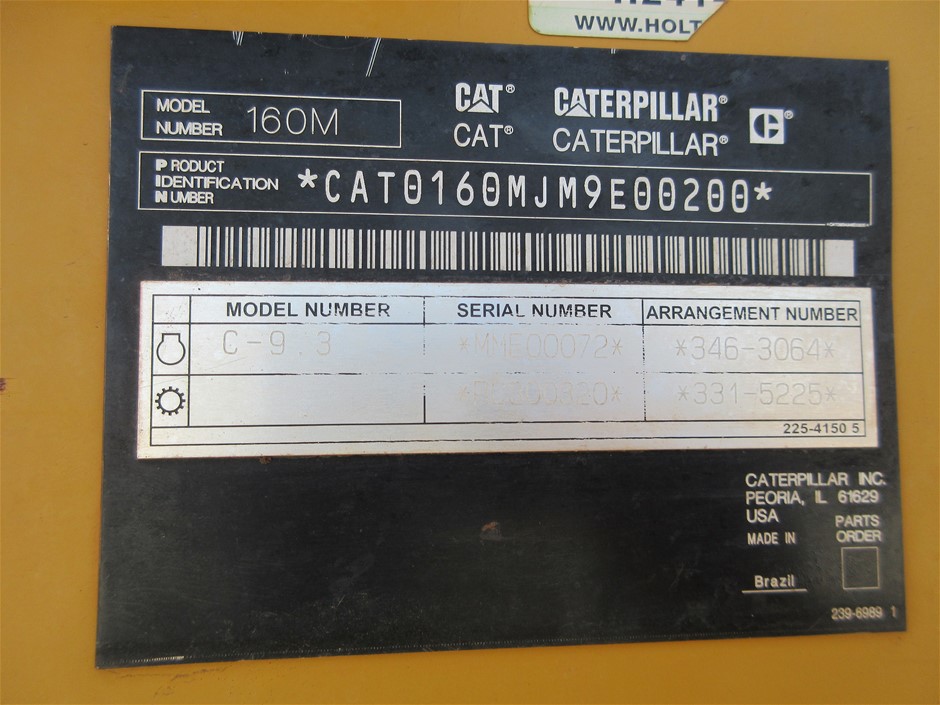 WWW.HOLT
CAT® CATERPILLAR®
CAT® CATERPILLAR®
MODEL NUMBER 160M
PRODUCT IDENTIFICATION NUMBER *CAT0160MJM9E00200*
MODEL NUMBER SERIAL NUMBER ARRANGEMENT NUMBER
C-9.3 *346-3064*
*331-5225*
225-4150 5
CATERPILLAR INC.
PEORIA, IL 61629
USA
MADE IN
Brazil
PARTS
ORDER
239-8989 1